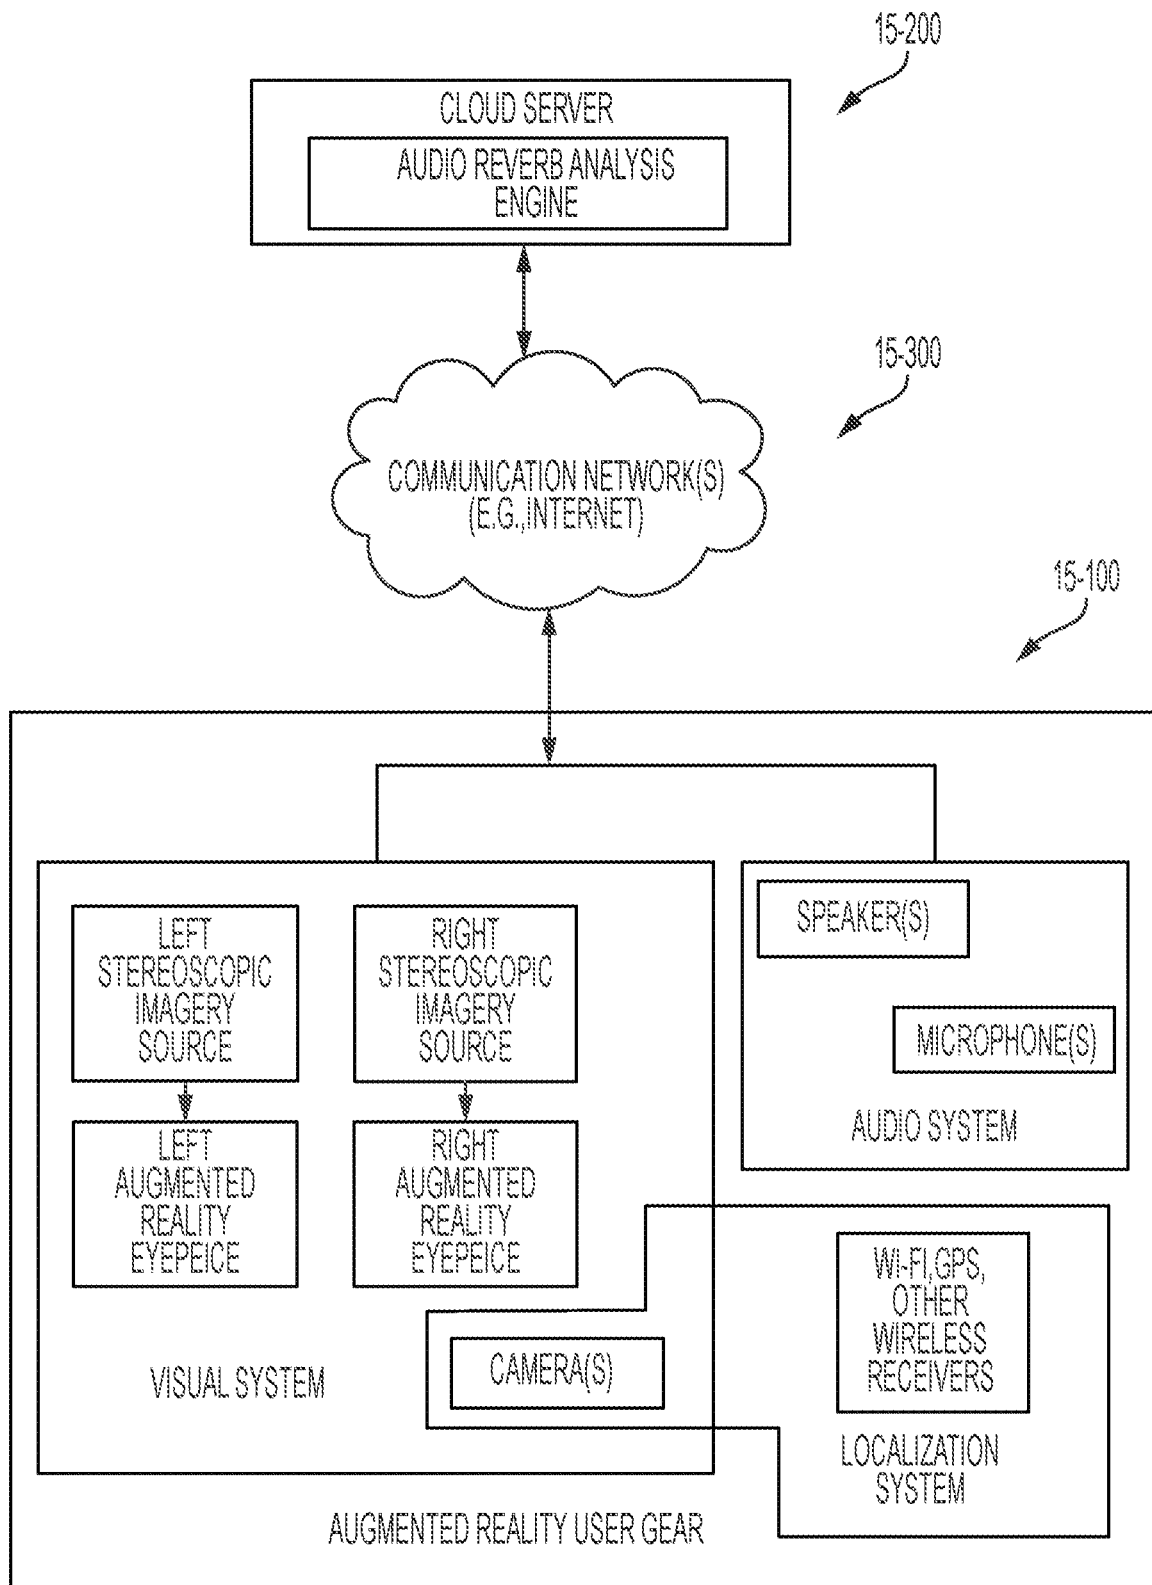 15-200
CLOUD SERVER
AUDIO REVERB ANALYSIS
ENGINE
15-300
COMMUNICATION NETWORK(S)
(E.G.,INTERNET)
15-100
LEFT
STEREOSCOPIC
IMAGERY
SOURCE
RIGHT
STEREOSCOPIC
IMAGERY
SOURCE
SPEAKER(S)
MICROPHONE(S)
AUDIO SYSTEM
LEFT
AUGMENTED
REALITY
EYEPEICE
RIGHT
AUGMENTED
REALITY
EYEPEICE
WI-FI,GPS,
OTHER
WIRELESS
RECEIVERS
CAMERA(S)
VISUAL SYSTEM
LOCALIZATION
SYSTEM
AUGMENTED REALITY USER GEAR